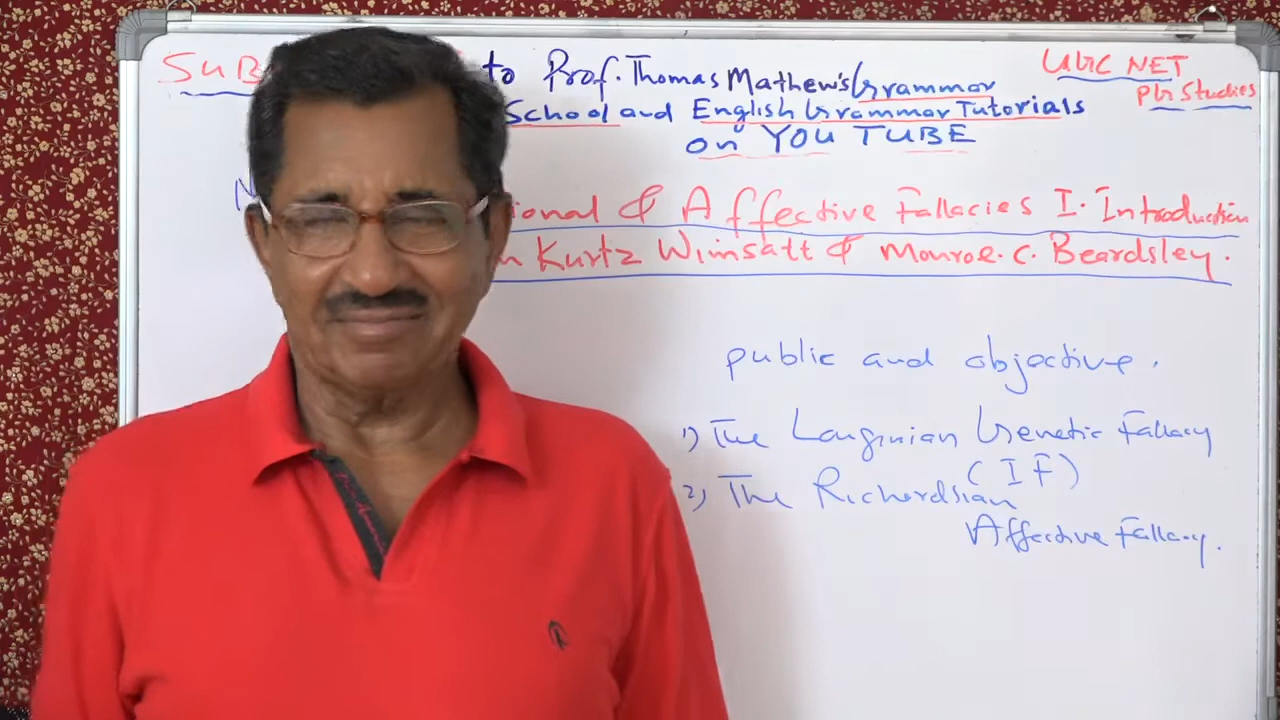 SUB to Prof. Thomas Mathew's Grammar
School and English Grammar Tutorials
on YOU TUBE
UGC NET
PG Studies
ional & Affective Fallacies I. Introduction
Kurtz Wimsatt & Monroe. C. Beardsley.
public and objective.
1) The Longinian Genetic Fallacy
(IF)
2) The Richardsian
Affective Fallacy.